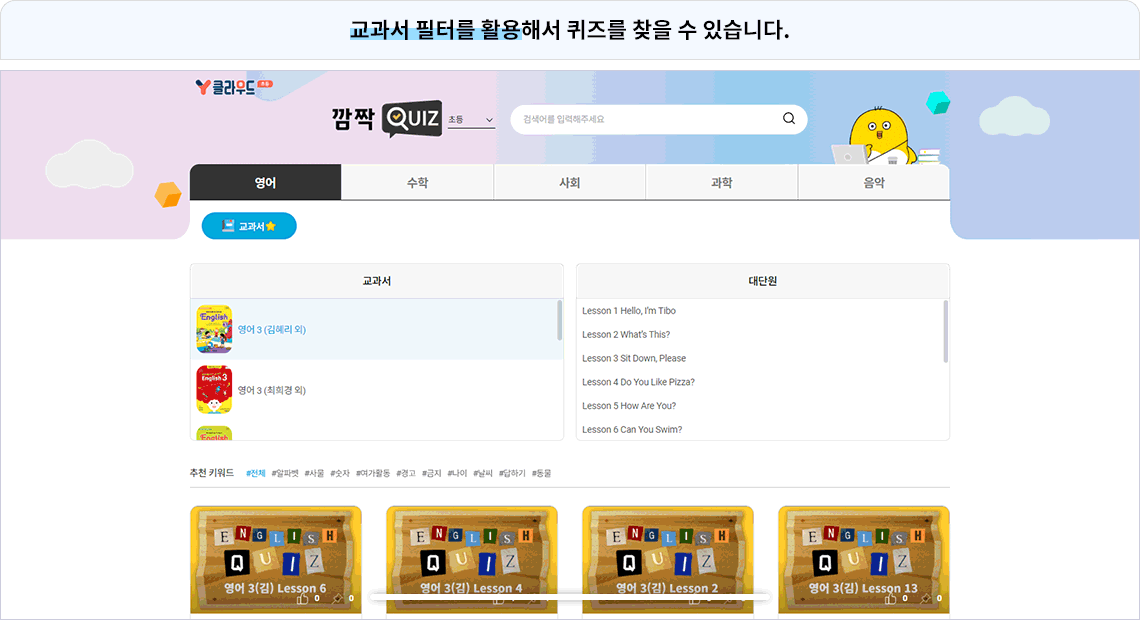 교과서 필터를 활용해서 퀴즈를 찾을 수 있습니다.
Y 클라우드 초등
깜짝 QUIZ 초등 검색어를 입력해주세요
영어 수학 사회 과학 음악
교과서
교과서 대단원
English
영어 3 (김혜리 외)
English 3
영어 3 (최희경 외)
English
Lesson 1 Hello, I'm Tibo
Lesson 2 What's This?
Lesson 3 Sit Down, Please
Lesson 4 Do You Like Pizza?
Lesson 5 How Are You?
Lesson 6 Can You Swim?
추천 키워드 #전체 #알파벳 #사물 #숫자 #여가활동 #경고 #금지 #나이 #날씨 #답하기 #동물
ENGLISH ENGLISH ENGLISH ENGLISH
QUIZ QUIZ QUIZ QUIZ
영어 3(김) Lesson 6 영어 3(김) Lesson 4 영어 3(김) Lesson 2 영어 3(김) Lesson 13
0 0 0 0